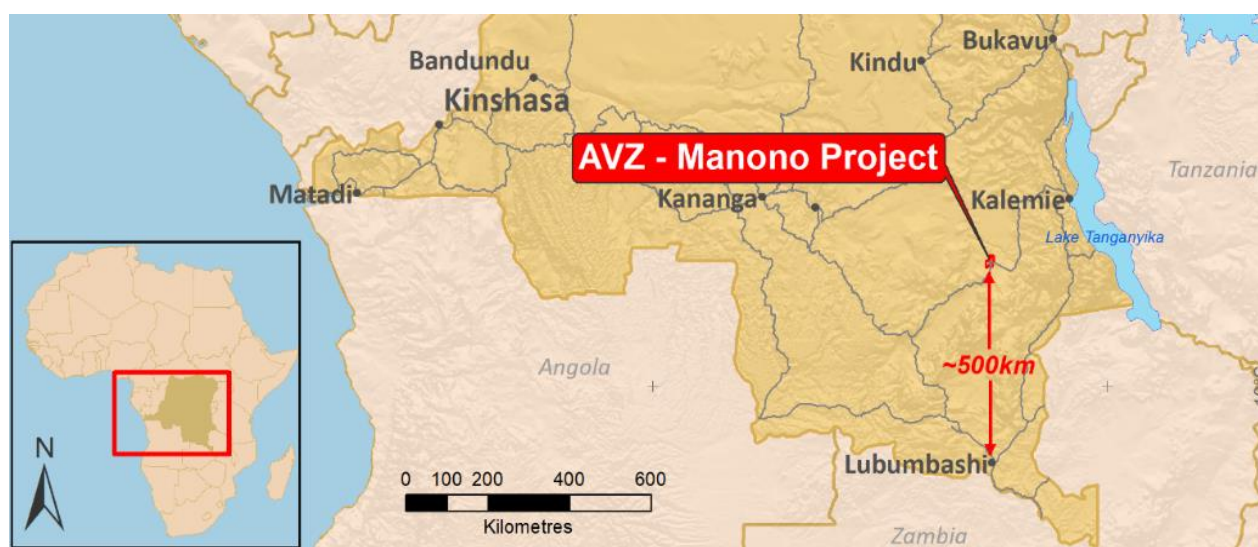 Bukavu
Kindu
Bandundu
Kinshasa
AVZ - Manono Project
Tanzania
Matadi
Kananga
Kalemie
Lake Tanganyika
Angola
~500km
N
0 100 200 400 600
Kilometres
Lubumbashi
Zambia